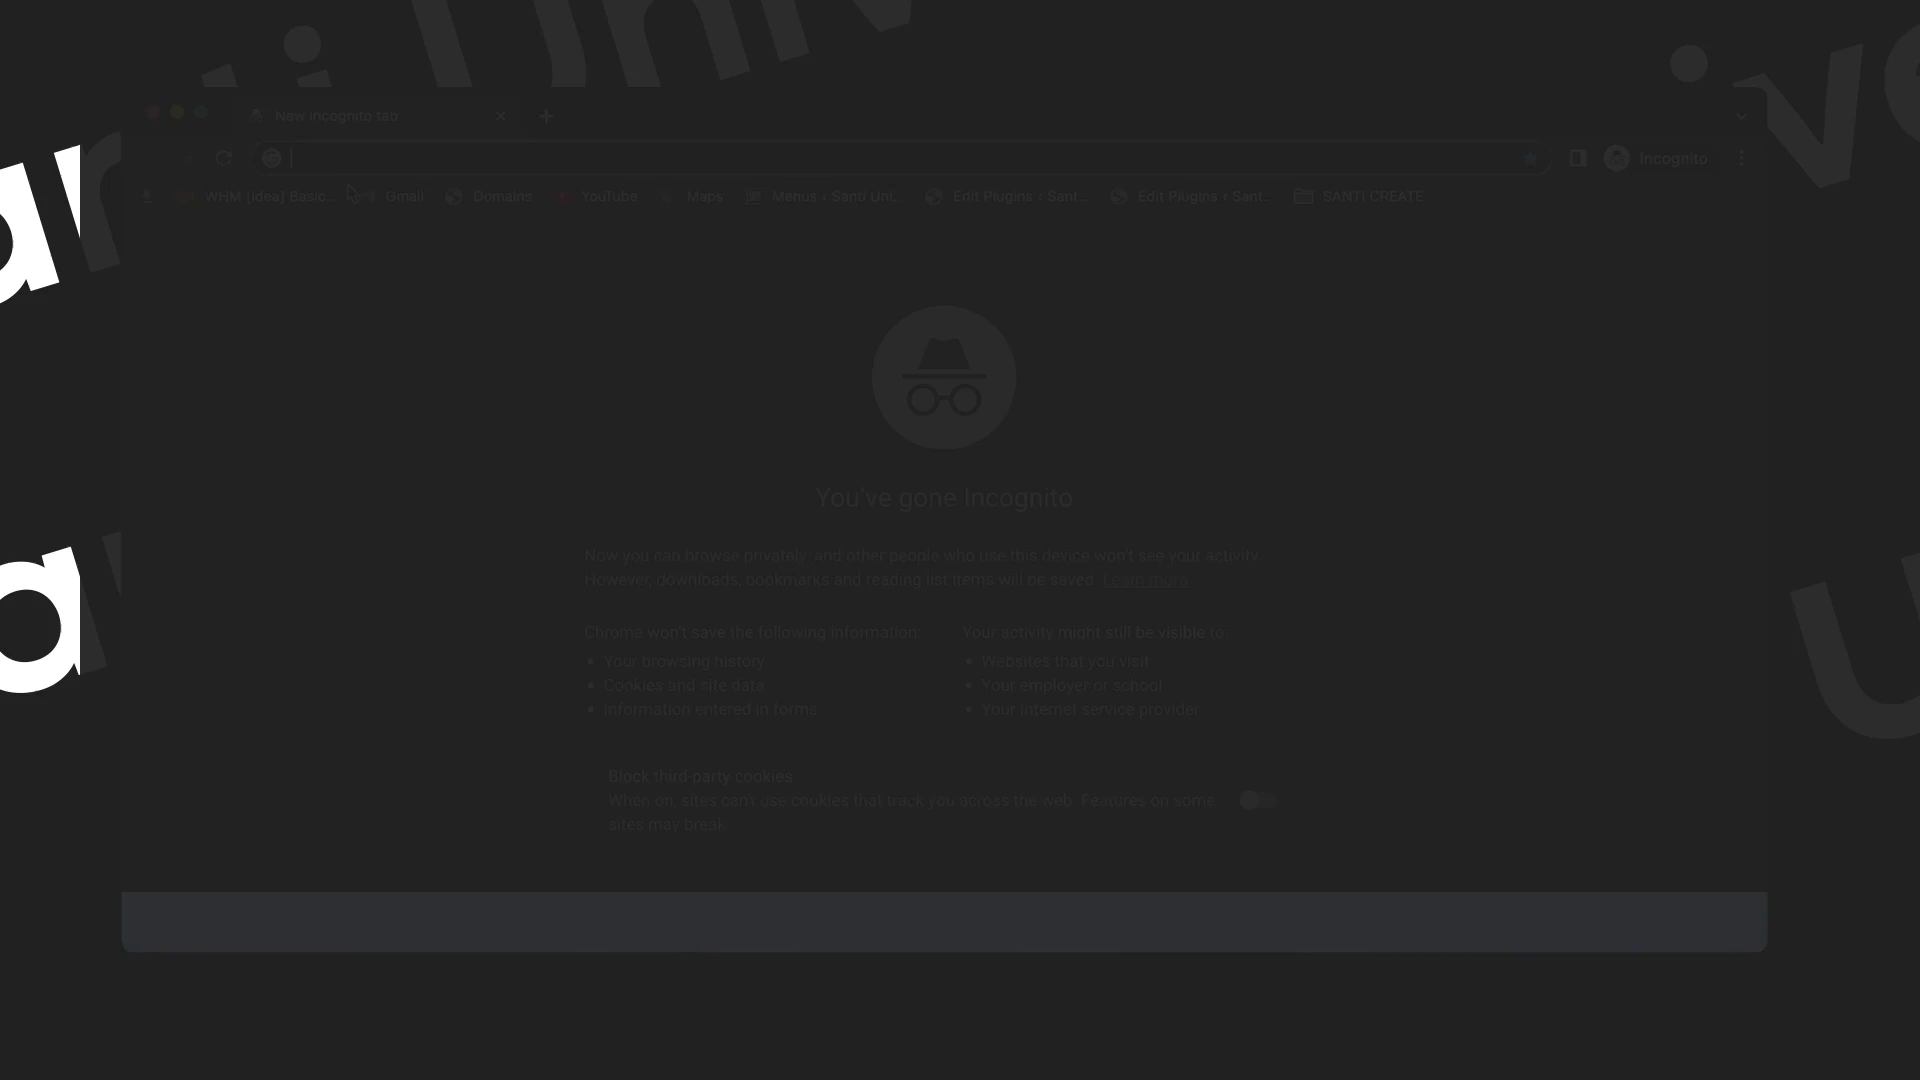 New Incognito tab
Incognito
WHM [Idea] Basic... Gmail Domains YouTube Maps Menus ‹ Santi Uni... Edit Plugins ‹ Sant... Edit Plugins ‹ Sant... SANTI CREATE
You've gone Incognito
Now you can browse privately, and other people who use this device won't see your activity.
However, downloads, bookmarks and reading list items will be saved. Learn more
Chrome won't save the following information:
• Your browsing history
• Cookies and site data
• Information entered in forms
Your activity might still be visible to:
• Websites that you visit
• Your employer or school
• Your internet service provider
Block third-party cookies
When on, sites can't use cookies that track you across the web. Features on some
sites may break.